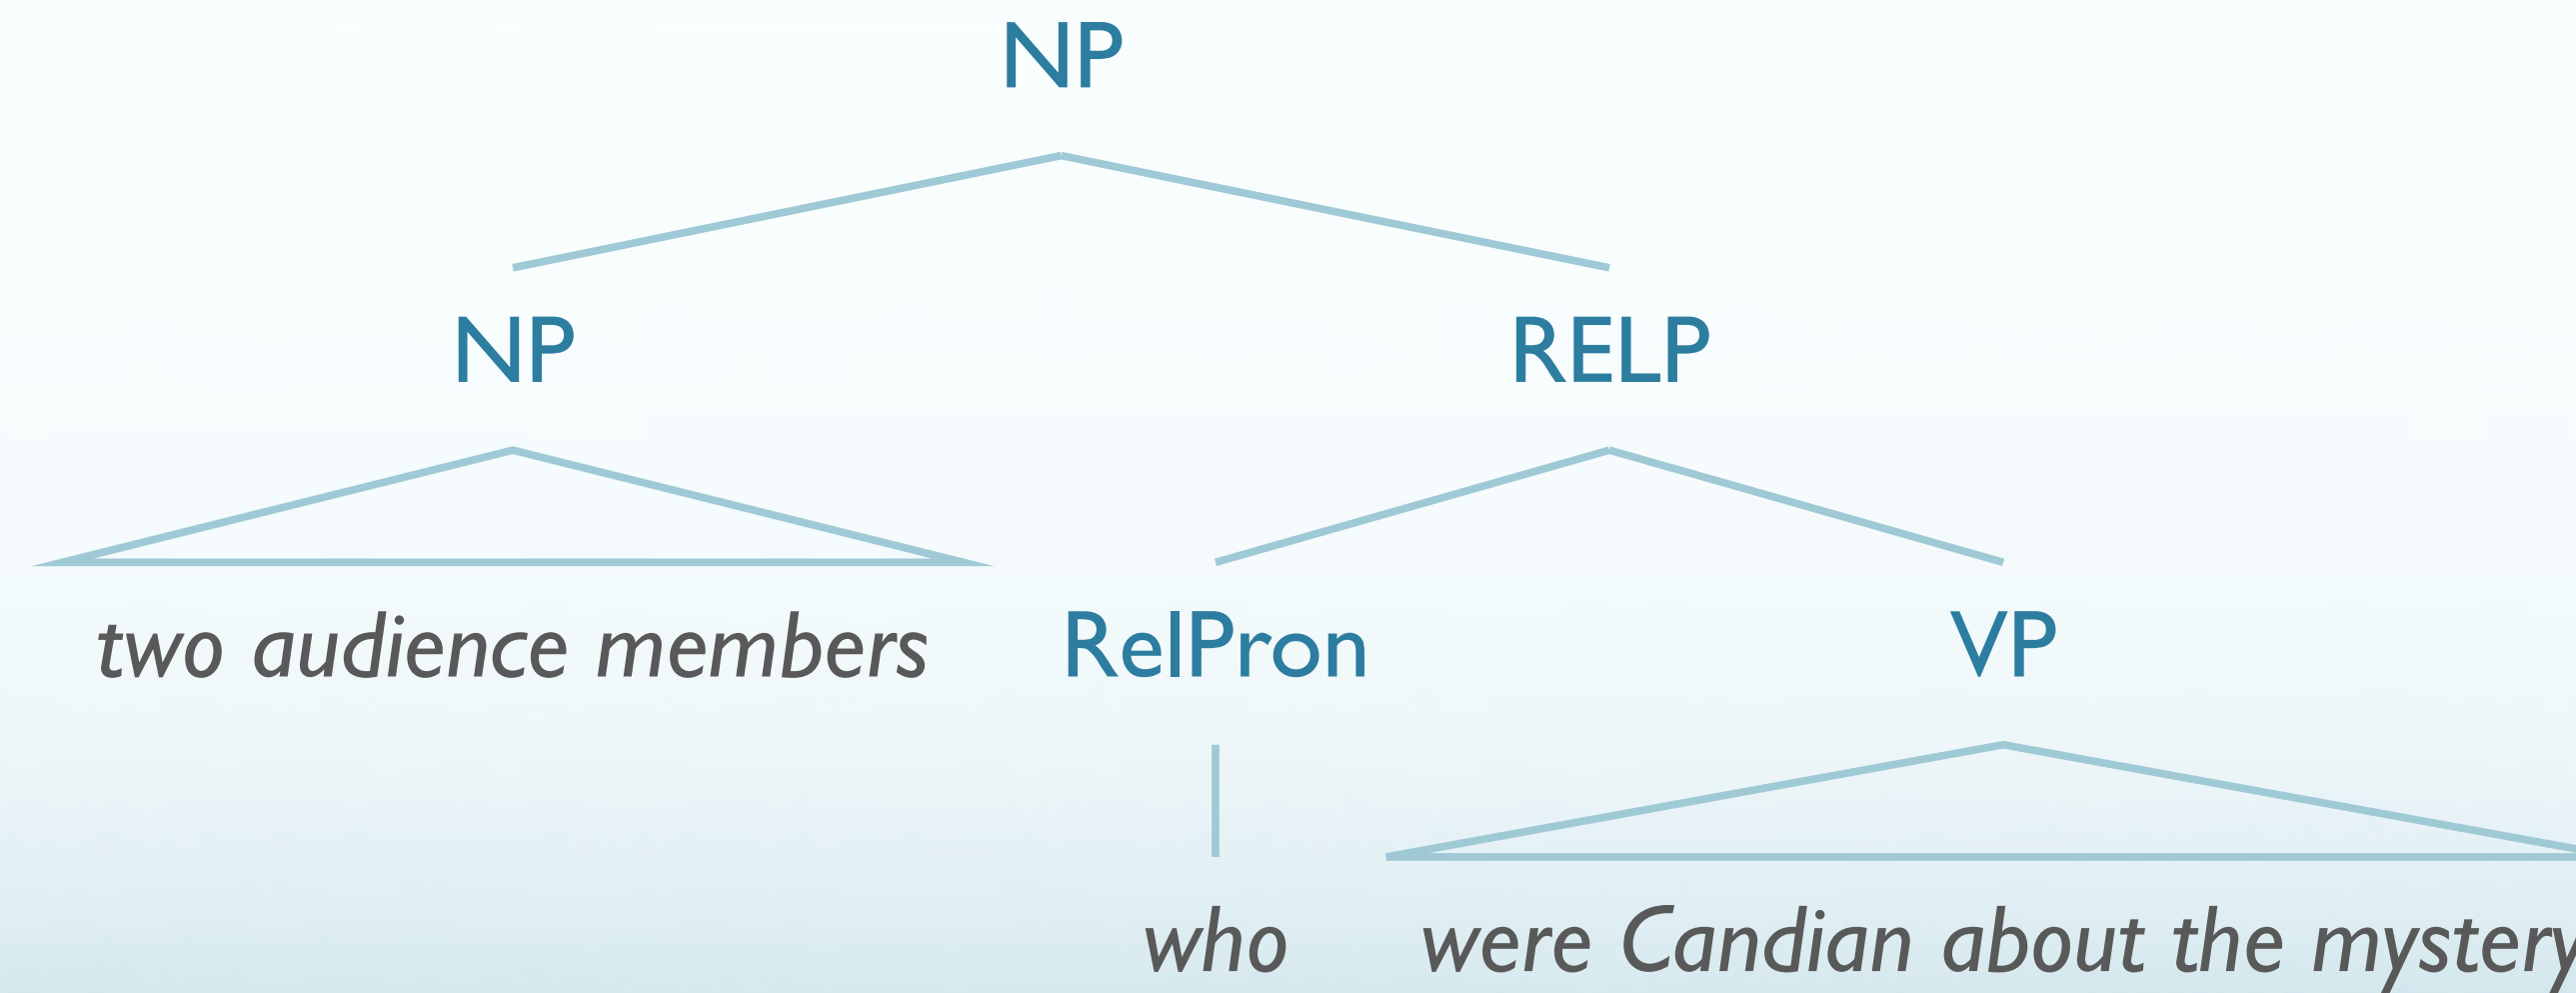 NP
NP RELP
two audience members RelPron VP
who were Candian about the mystery